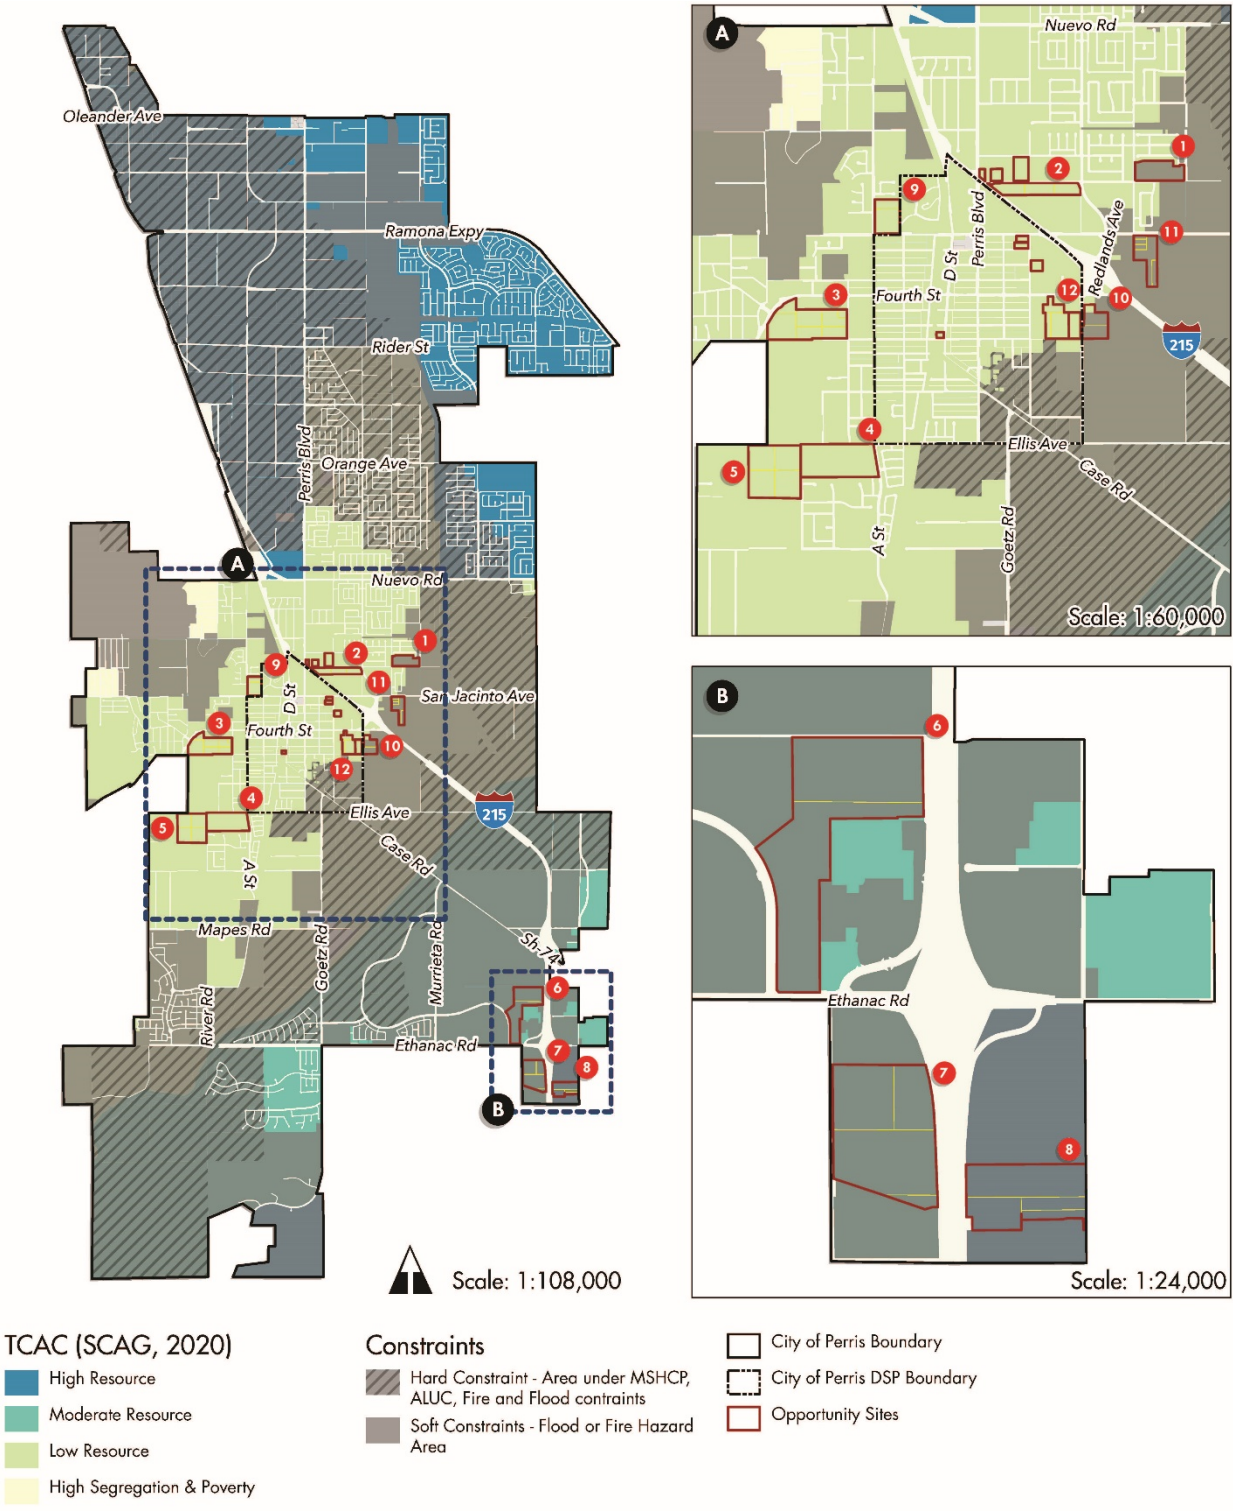 Oleander Ave
Ramona Expy
Rider St
Perris Blvd
Orange Ave
A
Nuevo Rd
1
2
9
11
D St
San Jacinto Ave
3
Fourth St
10
12
4
5
Ellis Ave
215
Case Rd
A St
Mapes Rd
Goetz Rd
Murrieta Rd
Sh-74
River Rd
6
Ethanac Rd
7
8
B
Scale: 1:108,000
A
Nuevo Rd
1
2
9
Perris Blvd
Redlands Ave
11
D St
3
Fourth St
12
10
215
4
Ellis Ave
5
Case Rd
A St
Goetz Rd
Scale: 1:60,000
B
6
Ethanac Rd
7
8
Scale: 1:24,000
TCAC (SCAG, 2020)
High Resource
Moderate Resource
Low Resource
High Segregation & Poverty
Constraints
Hard Constraint - Area under MSHCP,
ALUC, Fire and Flood contraints
Soft Constraints - Flood or Fire Hazard
Area
City of Perris Boundary
City of Perris DSP Boundary
Opportunity Sites